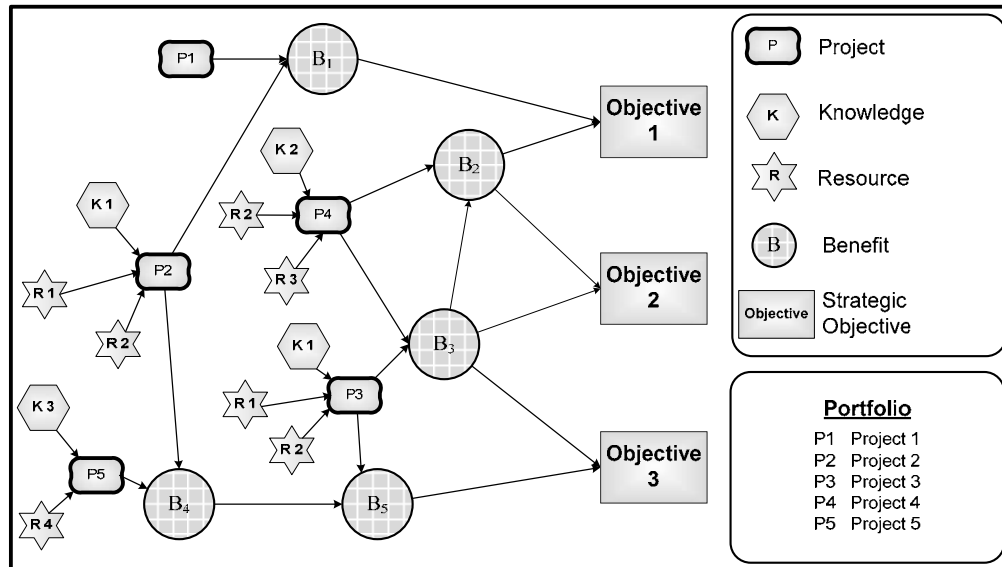 P1
B1
Objective
1
K 2
B2
R 2
P4
K 1
R 3
P2
R 1
R 2
Objective
2
K 1
B3
P3
R 1
R 2
K 3
P5
R 4
B4
B5
Objective
3
P
Project
K
Knowledge
R
Resource
B
Benefit
Objective
Strategic
Objective
Portfolio
P1 Project 1
P2 Project 2
P3 Project 3
P4 Project 4
P5 Project 5